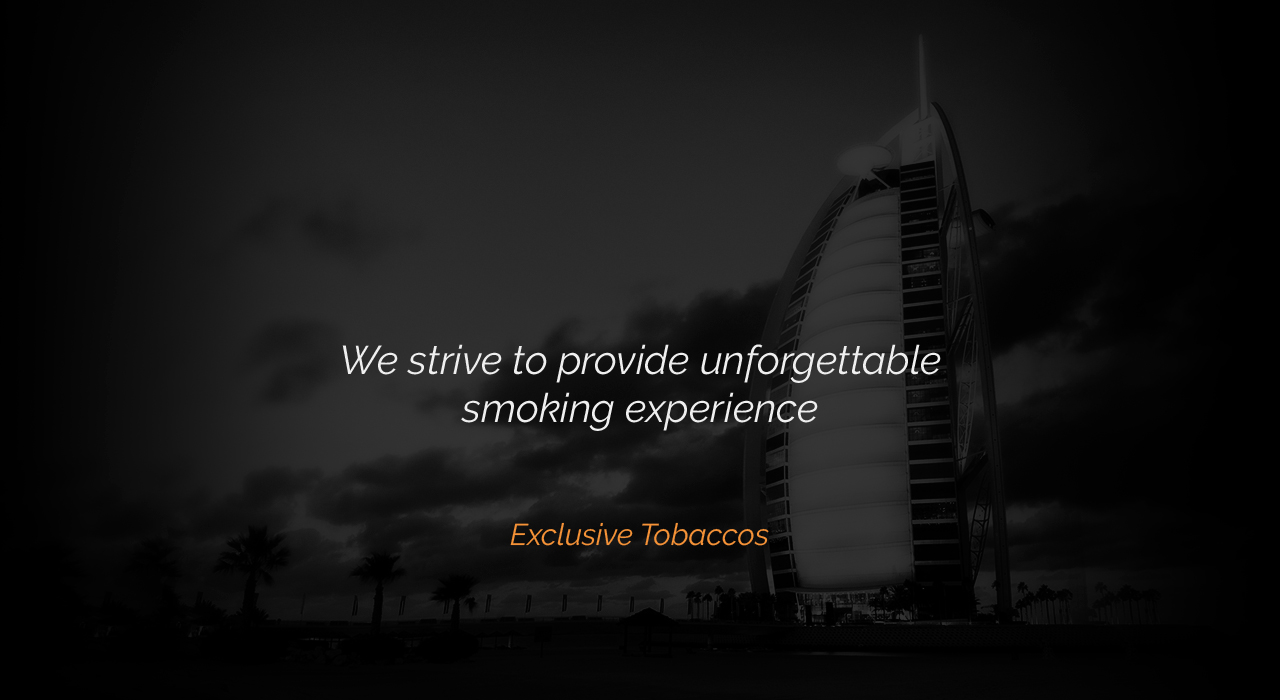 We strive to provide unforgettable
smoking experience
Exclusive Tobaccos